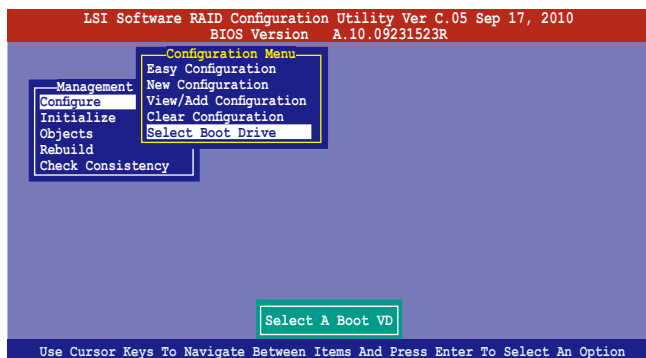 LSI Software RAID Configuration Utility Ver C.05 Sep 17, 2010
BIOS Version A.10.09231523R
Configuration Menu
Easy Configuration
New Configuration
View/Add Configuration
Clear Configuration
Select Boot Drive
Management
Configure
Initialize
Objects
Rebuild
Check Consistency
Select A Boot VD
Use Cursor Keys To Navigate Between Items And Press Enter To Select An Option